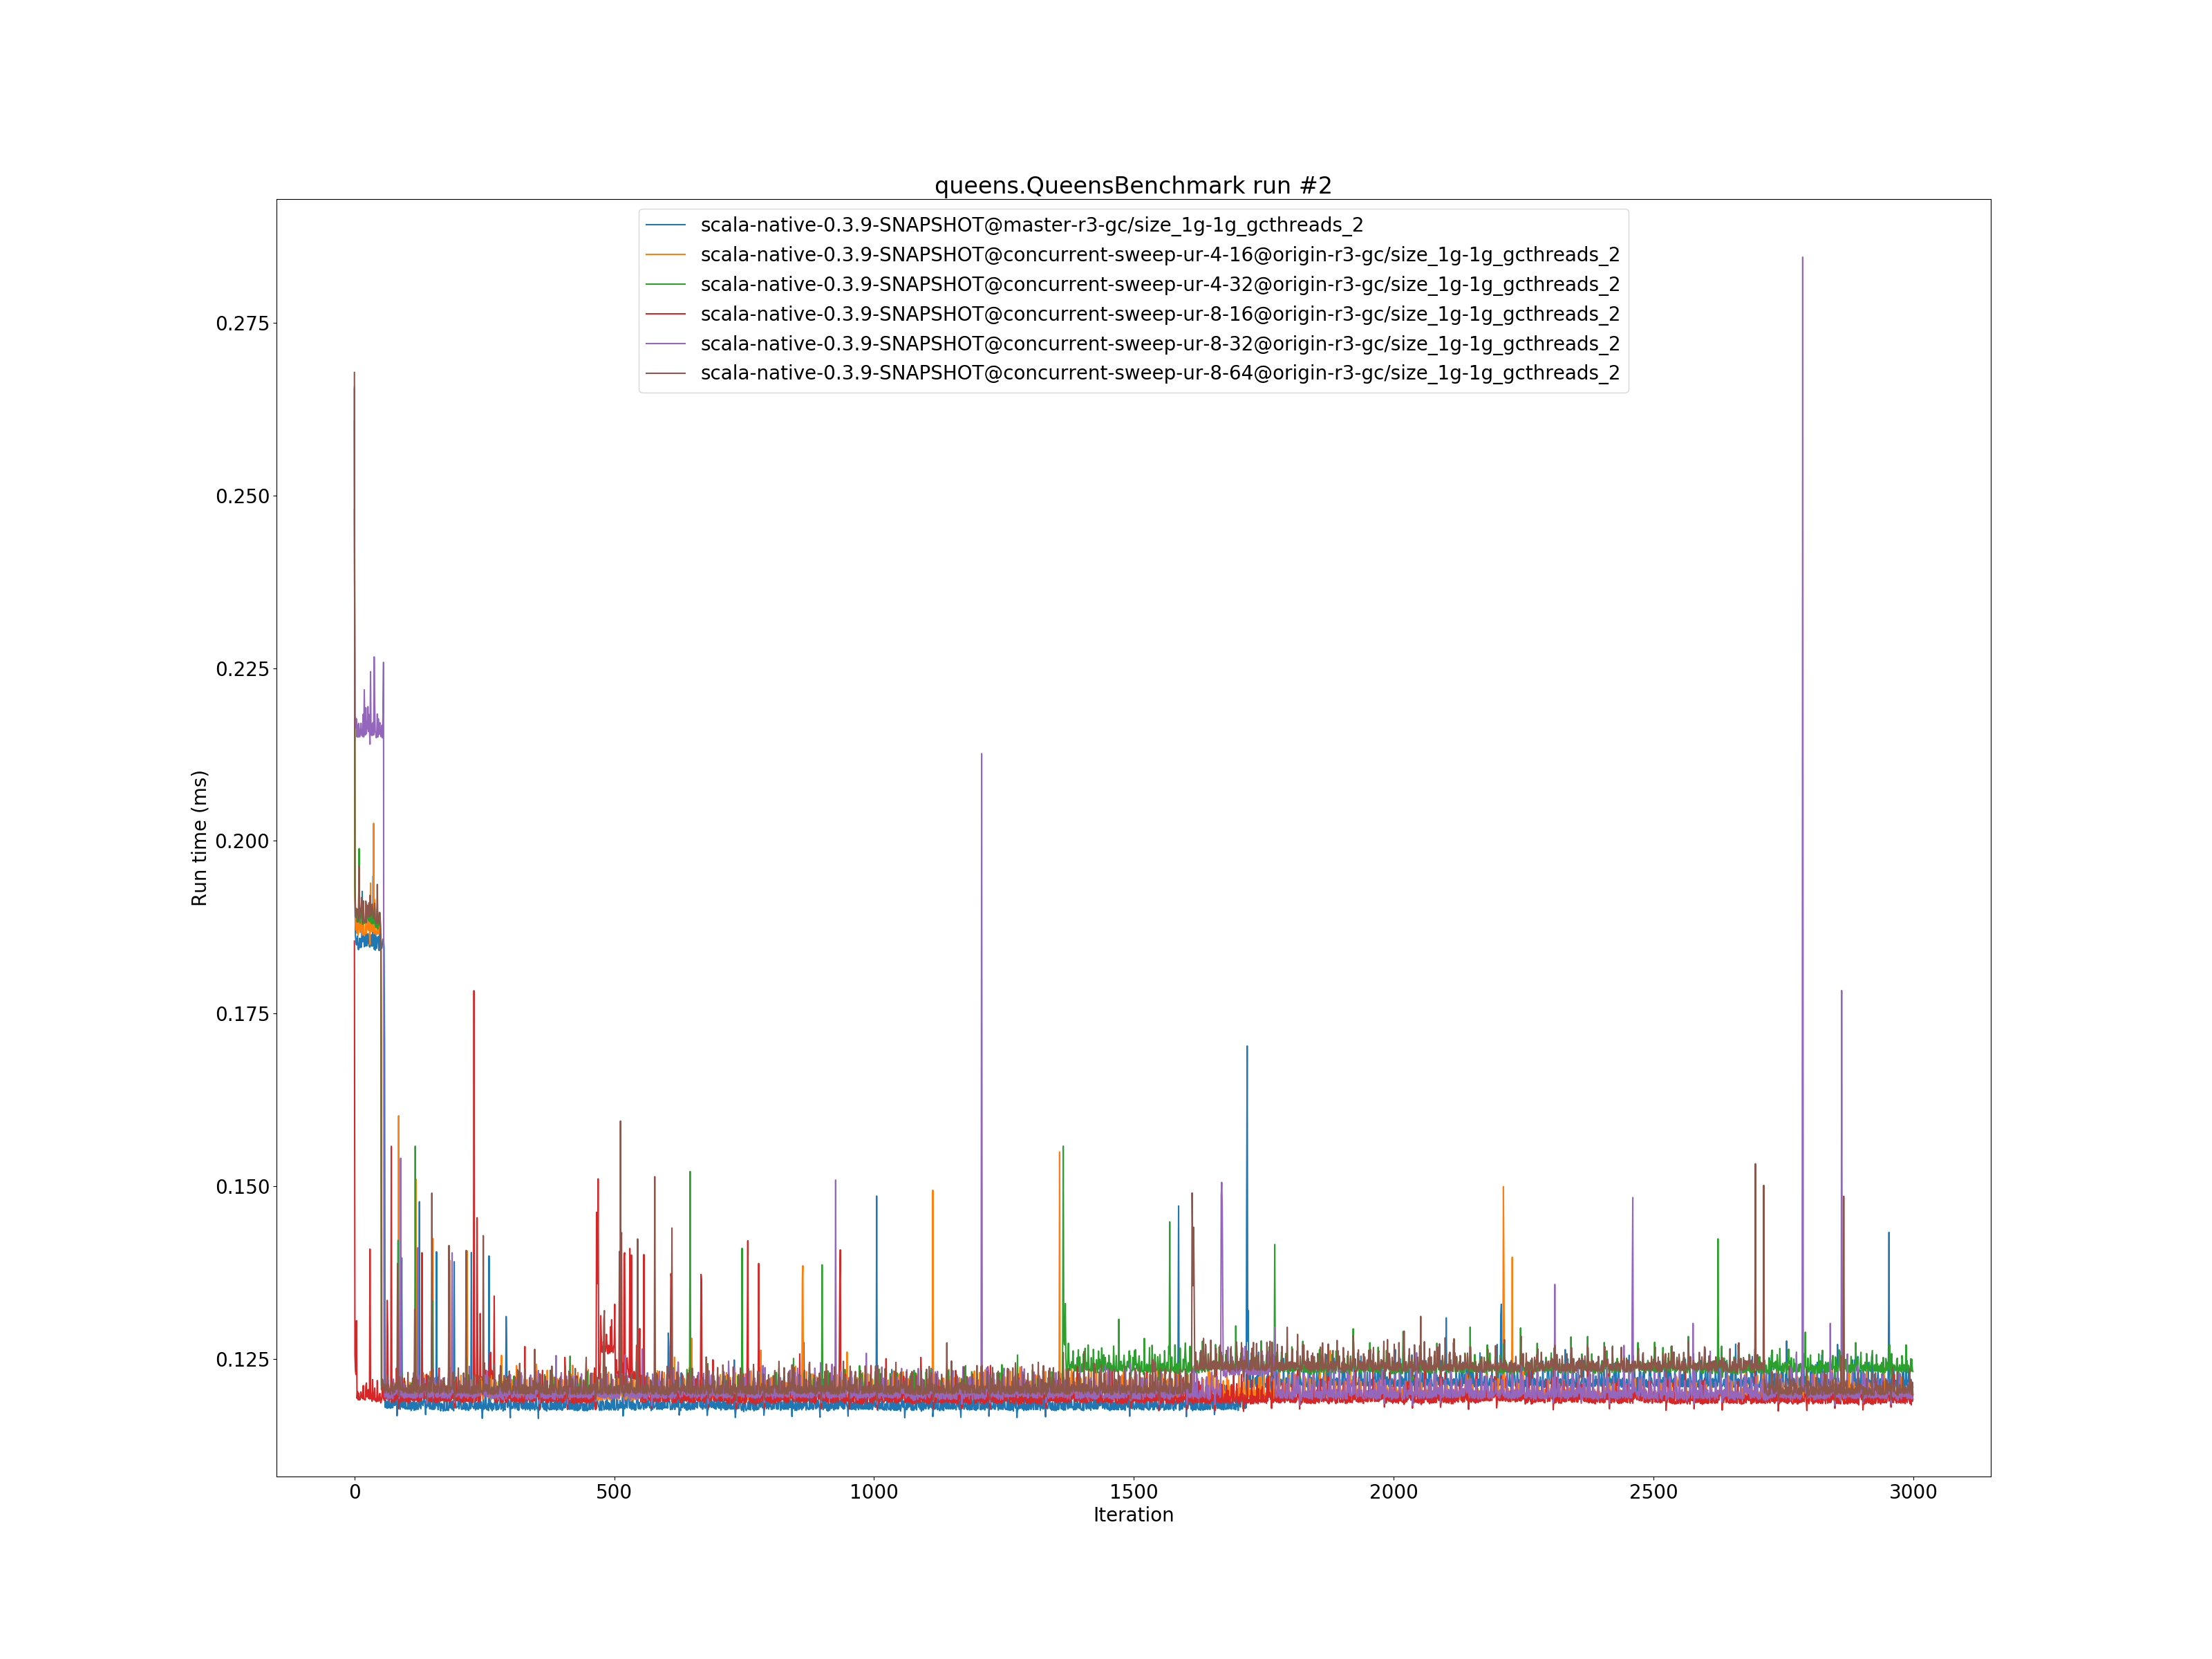 queens.QueensBenchmark run #2
scala-native-0.3.9-SNAPSHOT@master-r3-gc/size_1g-1g_gcthreads_2
scala-native-0.3.9-SNAPSHOT@concurrent-sweep-ur-4-16@origin-r3-gc/size_1g-1g_gcthreads_2
scala-native-0.3.9-SNAPSHOT@concurrent-sweep-ur-4-32@origin-r3-gc/size_1g-1g_gcthreads_2
scala-native-0.3.9-SNAPSHOT@concurrent-sweep-ur-8-16@origin-r3-gc/size_1g-1g_gcthreads_2
scala-native-0.3.9-SNAPSHOT@concurrent-sweep-ur-8-32@origin-r3-gc/size_1g-1g_gcthreads_2
scala-native-0.3.9-SNAPSHOT@concurrent-sweep-ur-8-64@origin-r3-gc/size_1g-1g_gcthreads_2
0.275
0.250
0.225
0.200
0.175
0.150
0.125
Run time (ms)
0 500 1000 1500 2000 2500 3000
Iteration